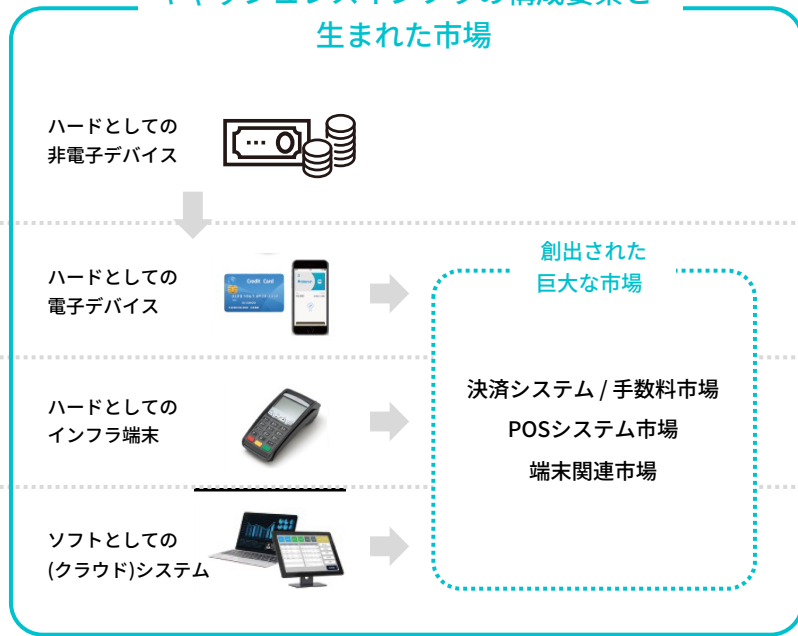 生まれた市場
ハードとしての
非電子デバイス
ハードとしての
電子デバイス
Credit Card
創出された
巨大な市場
ハードとしての
インフラ端末
決済システム / 手数料市場
POSシステム市場
端末関連市場
ソフトとしての
(クラウド)システム